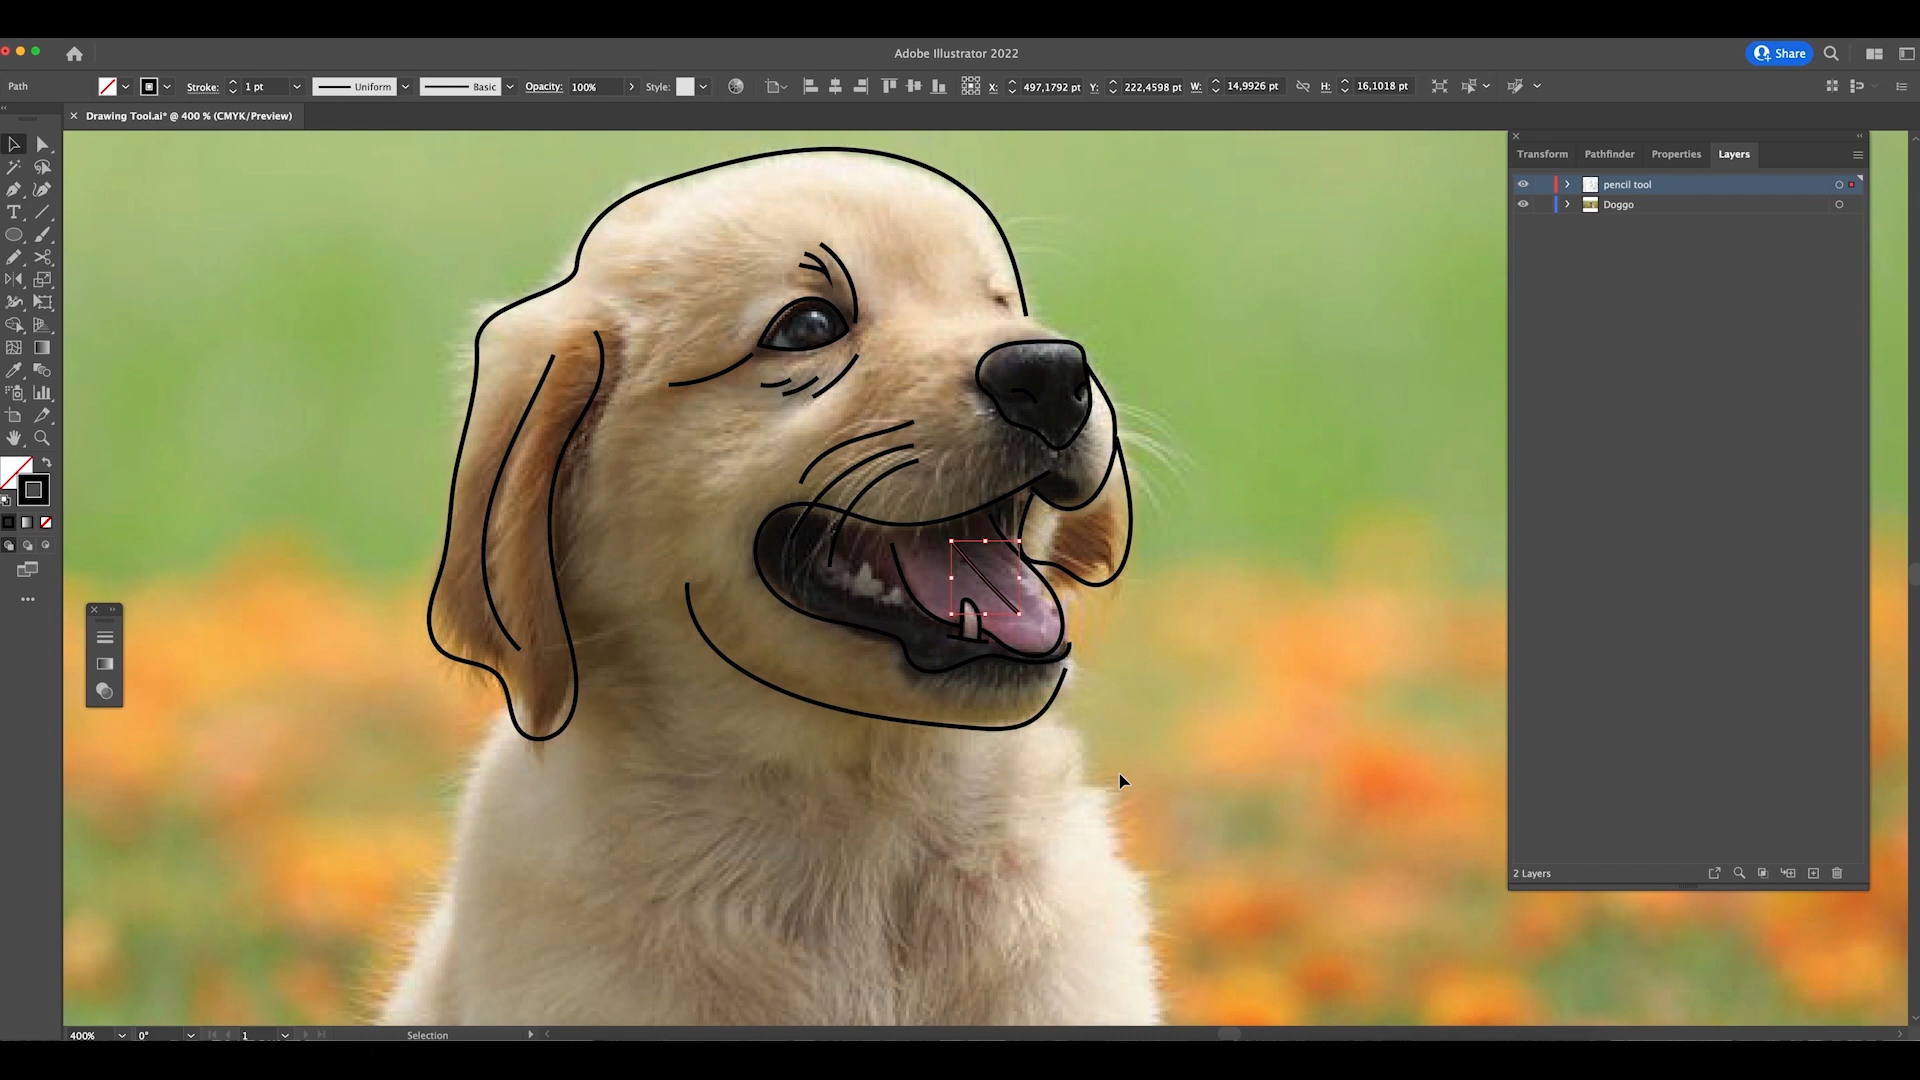 Adobe Illustrator 2022
Share
Path
Stroke:
1 pt
Uniform
Basic
Opacity:
100%
Style:
X:
497,1792 pt
Y:
222,4598 pt
W:
14,9926 pt
H:
16,1018 pt
Drawing Tool.ai* @ 400 % (CMYK/Preview)
Transform
Pathfinder
Properties
Layers
pencil tool
Doggo
2 Layers
400%
0°
1
Selection